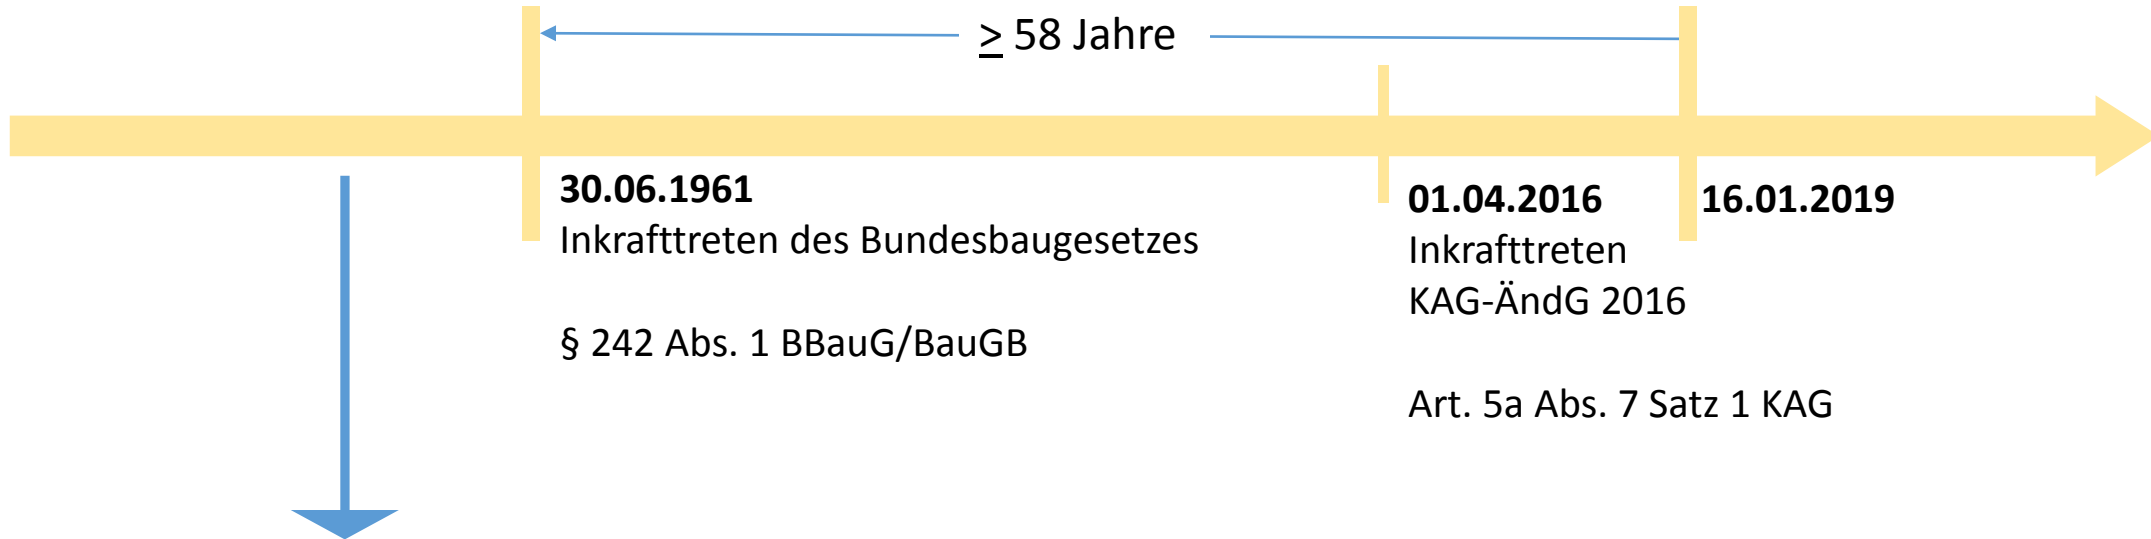 ≥ 58 Jahre
30.06.1961
Inkrafttreten des Bundesbaugesetzes
§ 242 Abs. 1 BBauG/BauGB
01.04.2016
Inkrafttreten
KAG-ÄndG 2016
Art. 5a Abs. 7 Satz 1 KAG
16.01.2019